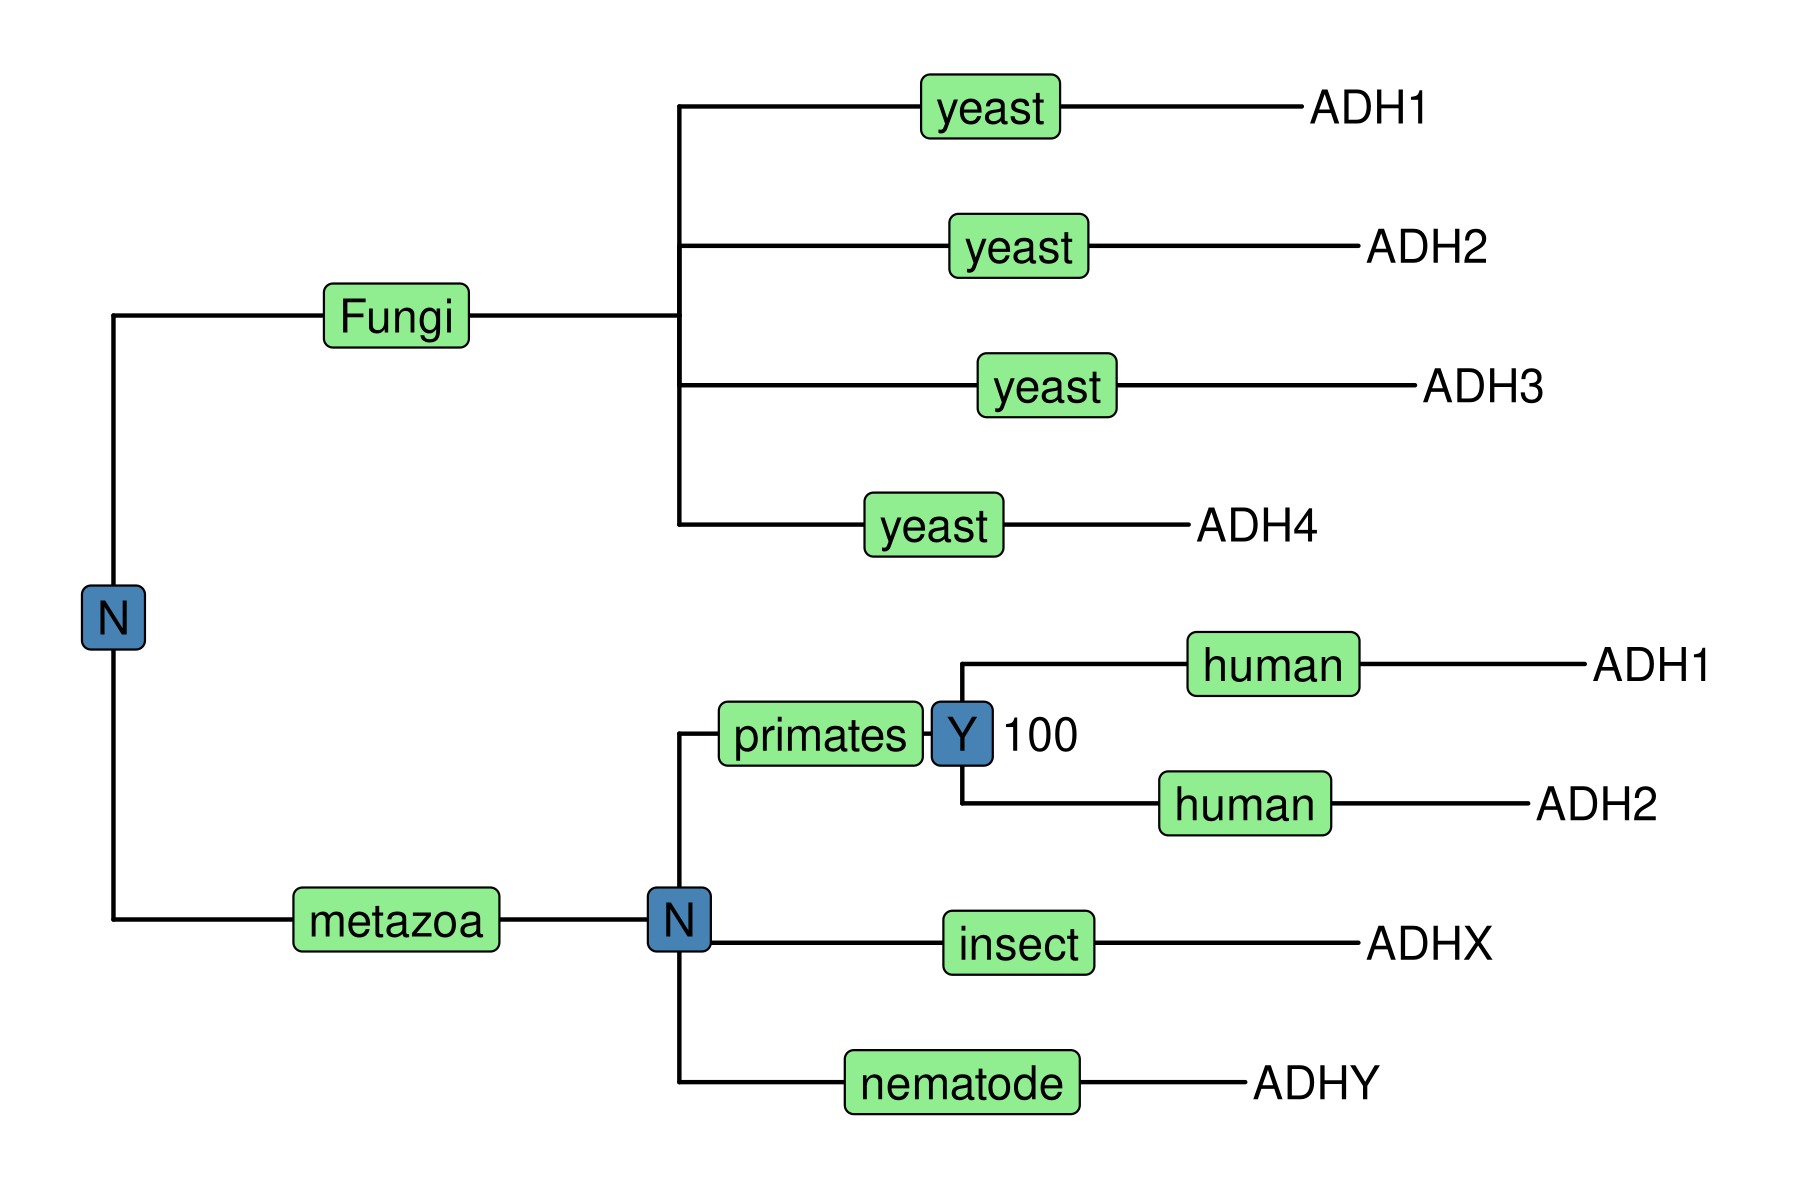 yeast ADH1
yeast ADH2
Fungi
yeast ADH3
yeast ADH4
N
human ADH1
primates Y 100
human ADH2
metazoa N
insect ADHX
nematode ADHY